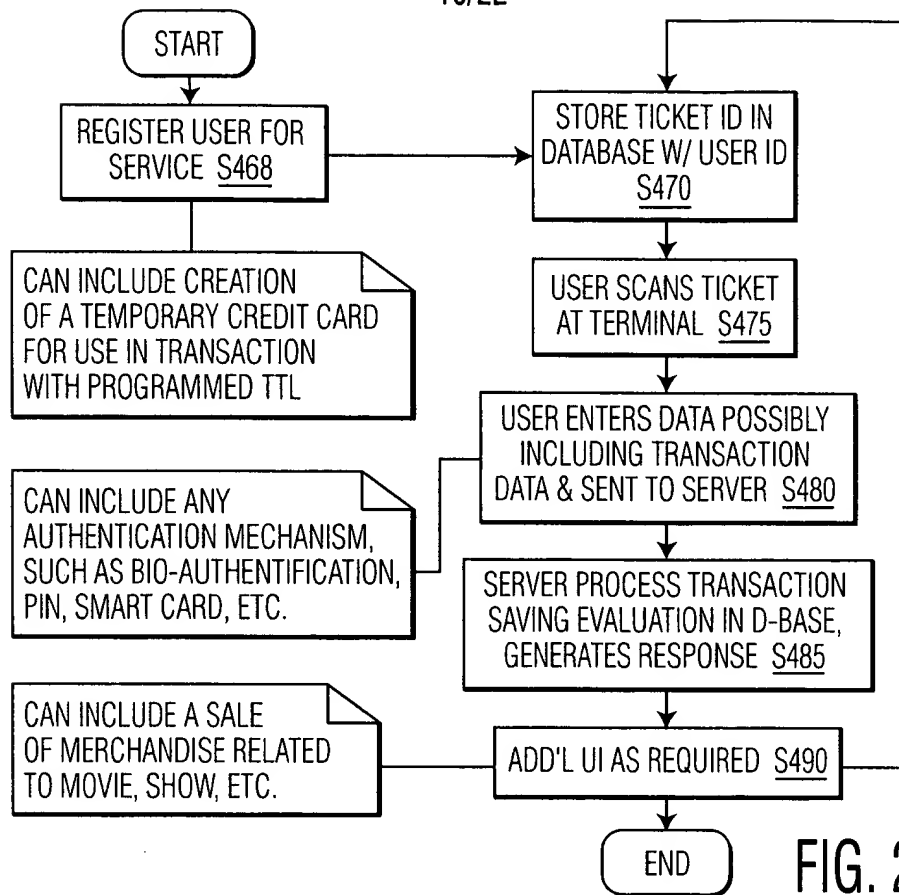 START
REGISTER USER FOR
SERVICE S468
STORE TICKET ID IN
DATABASE W/ USER ID
S470
CAN INCLUDE CREATION
OF A TEMPORARY CREDIT CARD
FOR USE IN TRANSACTION
WITH PROGRAMMED TTL
USER SCANS TICKET
AT TERMINAL S475
USER ENTERS DATA POSSIBLY
INCLUDING TRANSACTION
DATA & SENT TO SERVER S480
CAN INCLUDE ANY
AUTHENTICATION MECHANISM,
SUCH AS BIO-AUTHENTIFICATION,
PIN, SMART CARD, ETC.
SERVER PROCESS TRANSACTION
SAVING EVALUATION IN D-BASE,
GENERATES RESPONSE S485
CAN INCLUDE A SALE
OF MERCHANDISE RELATED
TO MOVIE, SHOW, ETC.
ADD'L UI AS REQUIRED S490
END
FIG. 2